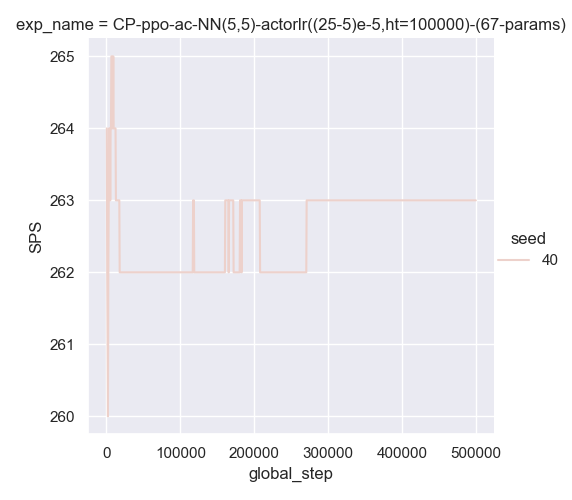 exp_name = CP-ppo-ac-NN(5,5)-actorlr((25-5)e-5,ht=100000)-(67-params)
265
264
263
262
261
260
SPS
0 100000 200000 300000 400000 500000
global_step
seed
40